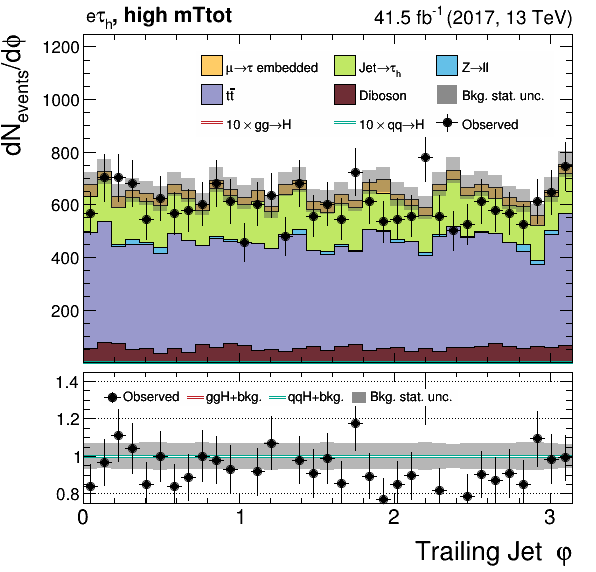 eτh, high mTtot 41.5 fb⁻¹ (2017, 13 TeV)
dNevents/dφ
1200
1000
800
600
400
200
μ→τ embedded Jet→τh Z→ll
tt̄ Diboson Bkg. stat. unc.
10 × gg→H 10 × qq→H Observed
1.4
1.2
1
0.8
Observed ggH+bkg. qqH+bkg. Bkg. stat. unc.
0 1 2 3
Trailing Jet φ